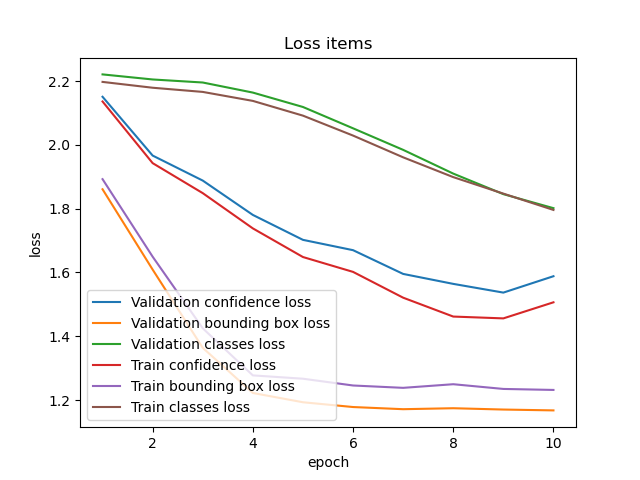 Loss items
loss
2.2
2.0
1.8
1.6
1.4
1.2
Validation confidence loss
Validation bounding box loss
Validation classes loss
Train confidence loss
Train bounding box loss
Train classes loss
2 4 6 8 10
epoch